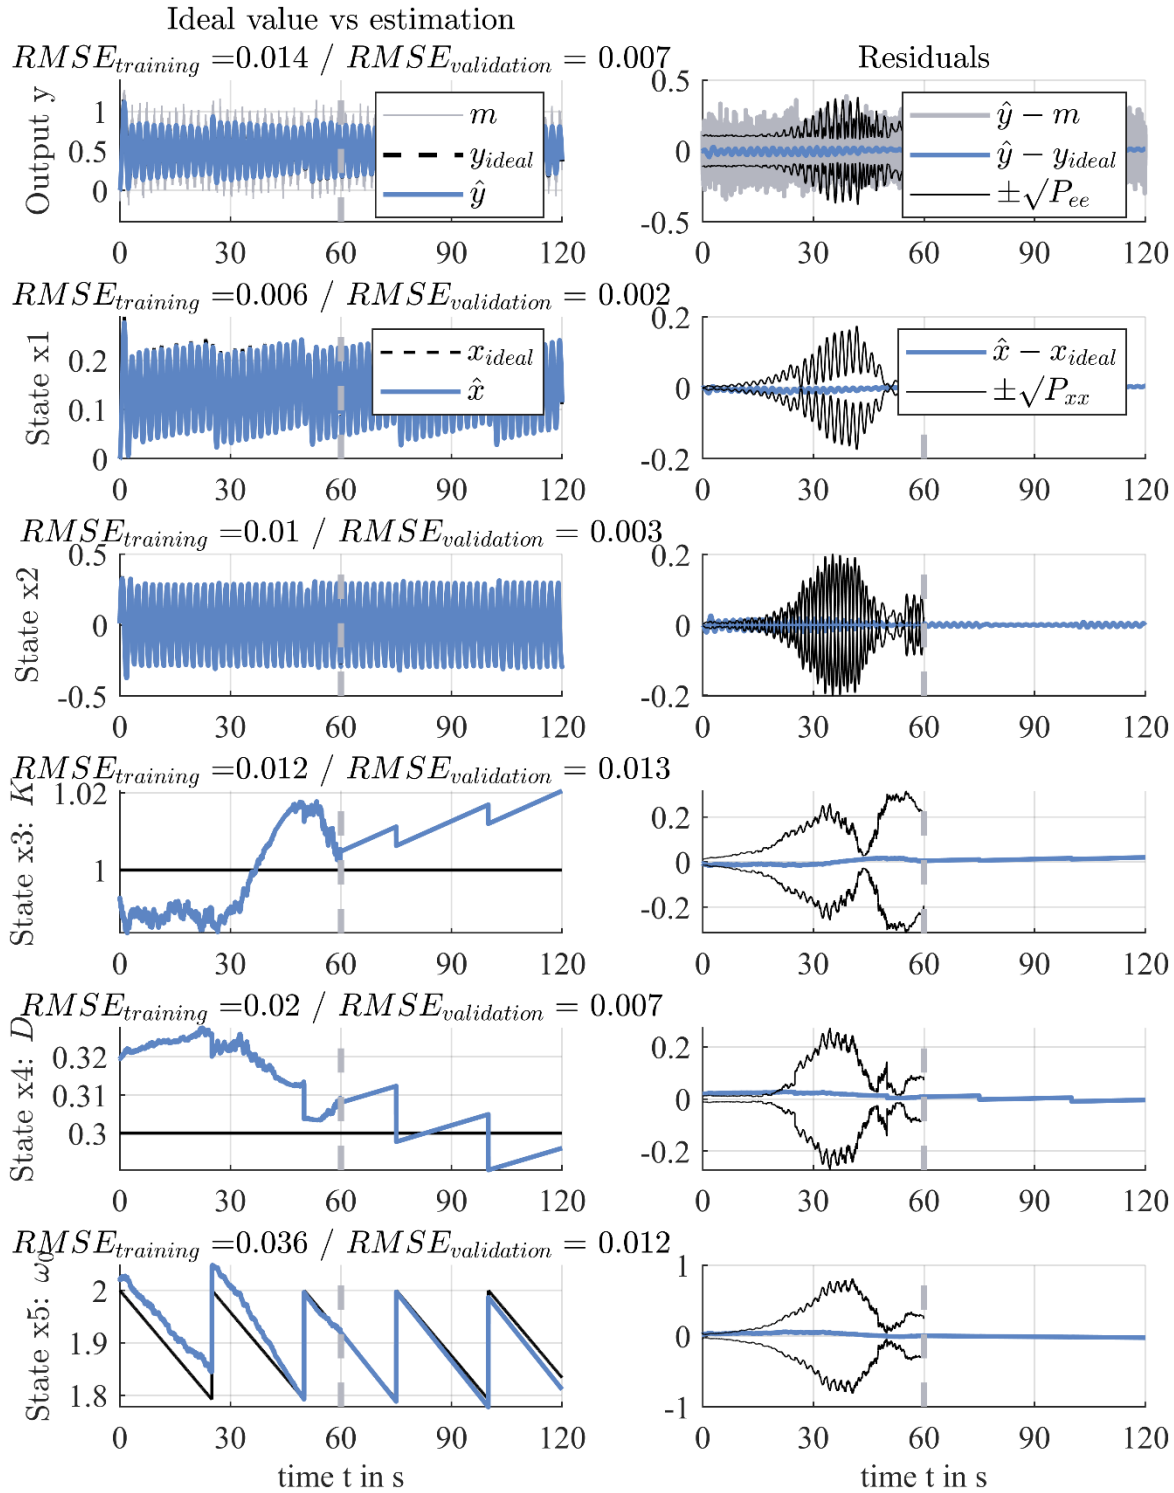 Ideal value vs estimation
RMSE_training =0.014 / RMSE_validation = 0.007
Residuals
Output y
1
0.5
0
m
y_ideal
ŷ
0 30 60 90 120
0.5
0
-0.5
ŷ − m
ŷ − y_ideal
±√P_ee
0 30 60 90 120
RMSE_training =0.006 / RMSE_validation = 0.002
State x1
0.2
0.1
0
x_ideal
x̂
0 30 60 90 120
0.2
0
-0.2
x̂ − x_ideal
±√P_xx
0 30 60 90 120
RMSE_training =0.01 / RMSE_validation = 0.003
State x2
0.5
0
-0.5
0 30 60 90 120
0.2
0
-0.2
0 30 60 90 120
RMSE_training =0.012 / RMSE_validation = 0.013
State x3: K
1.02
1
0 30 60 90 120
0.2
0
-0.2
0 30 60 90 120
RMSE_training =0.02 / RMSE_validation = 0.007
State x4: D
0.32
0.31
0.3
0 30 60 90 120
0.2
0
-0.2
0 30 60 90 120
RMSE_training =0.036 / RMSE_validation = 0.012
State x5: ω₀
2
1.9
1.8
0 30 60 90 120
time t in s
1
0
-1
0 30 60 90 120
time t in s